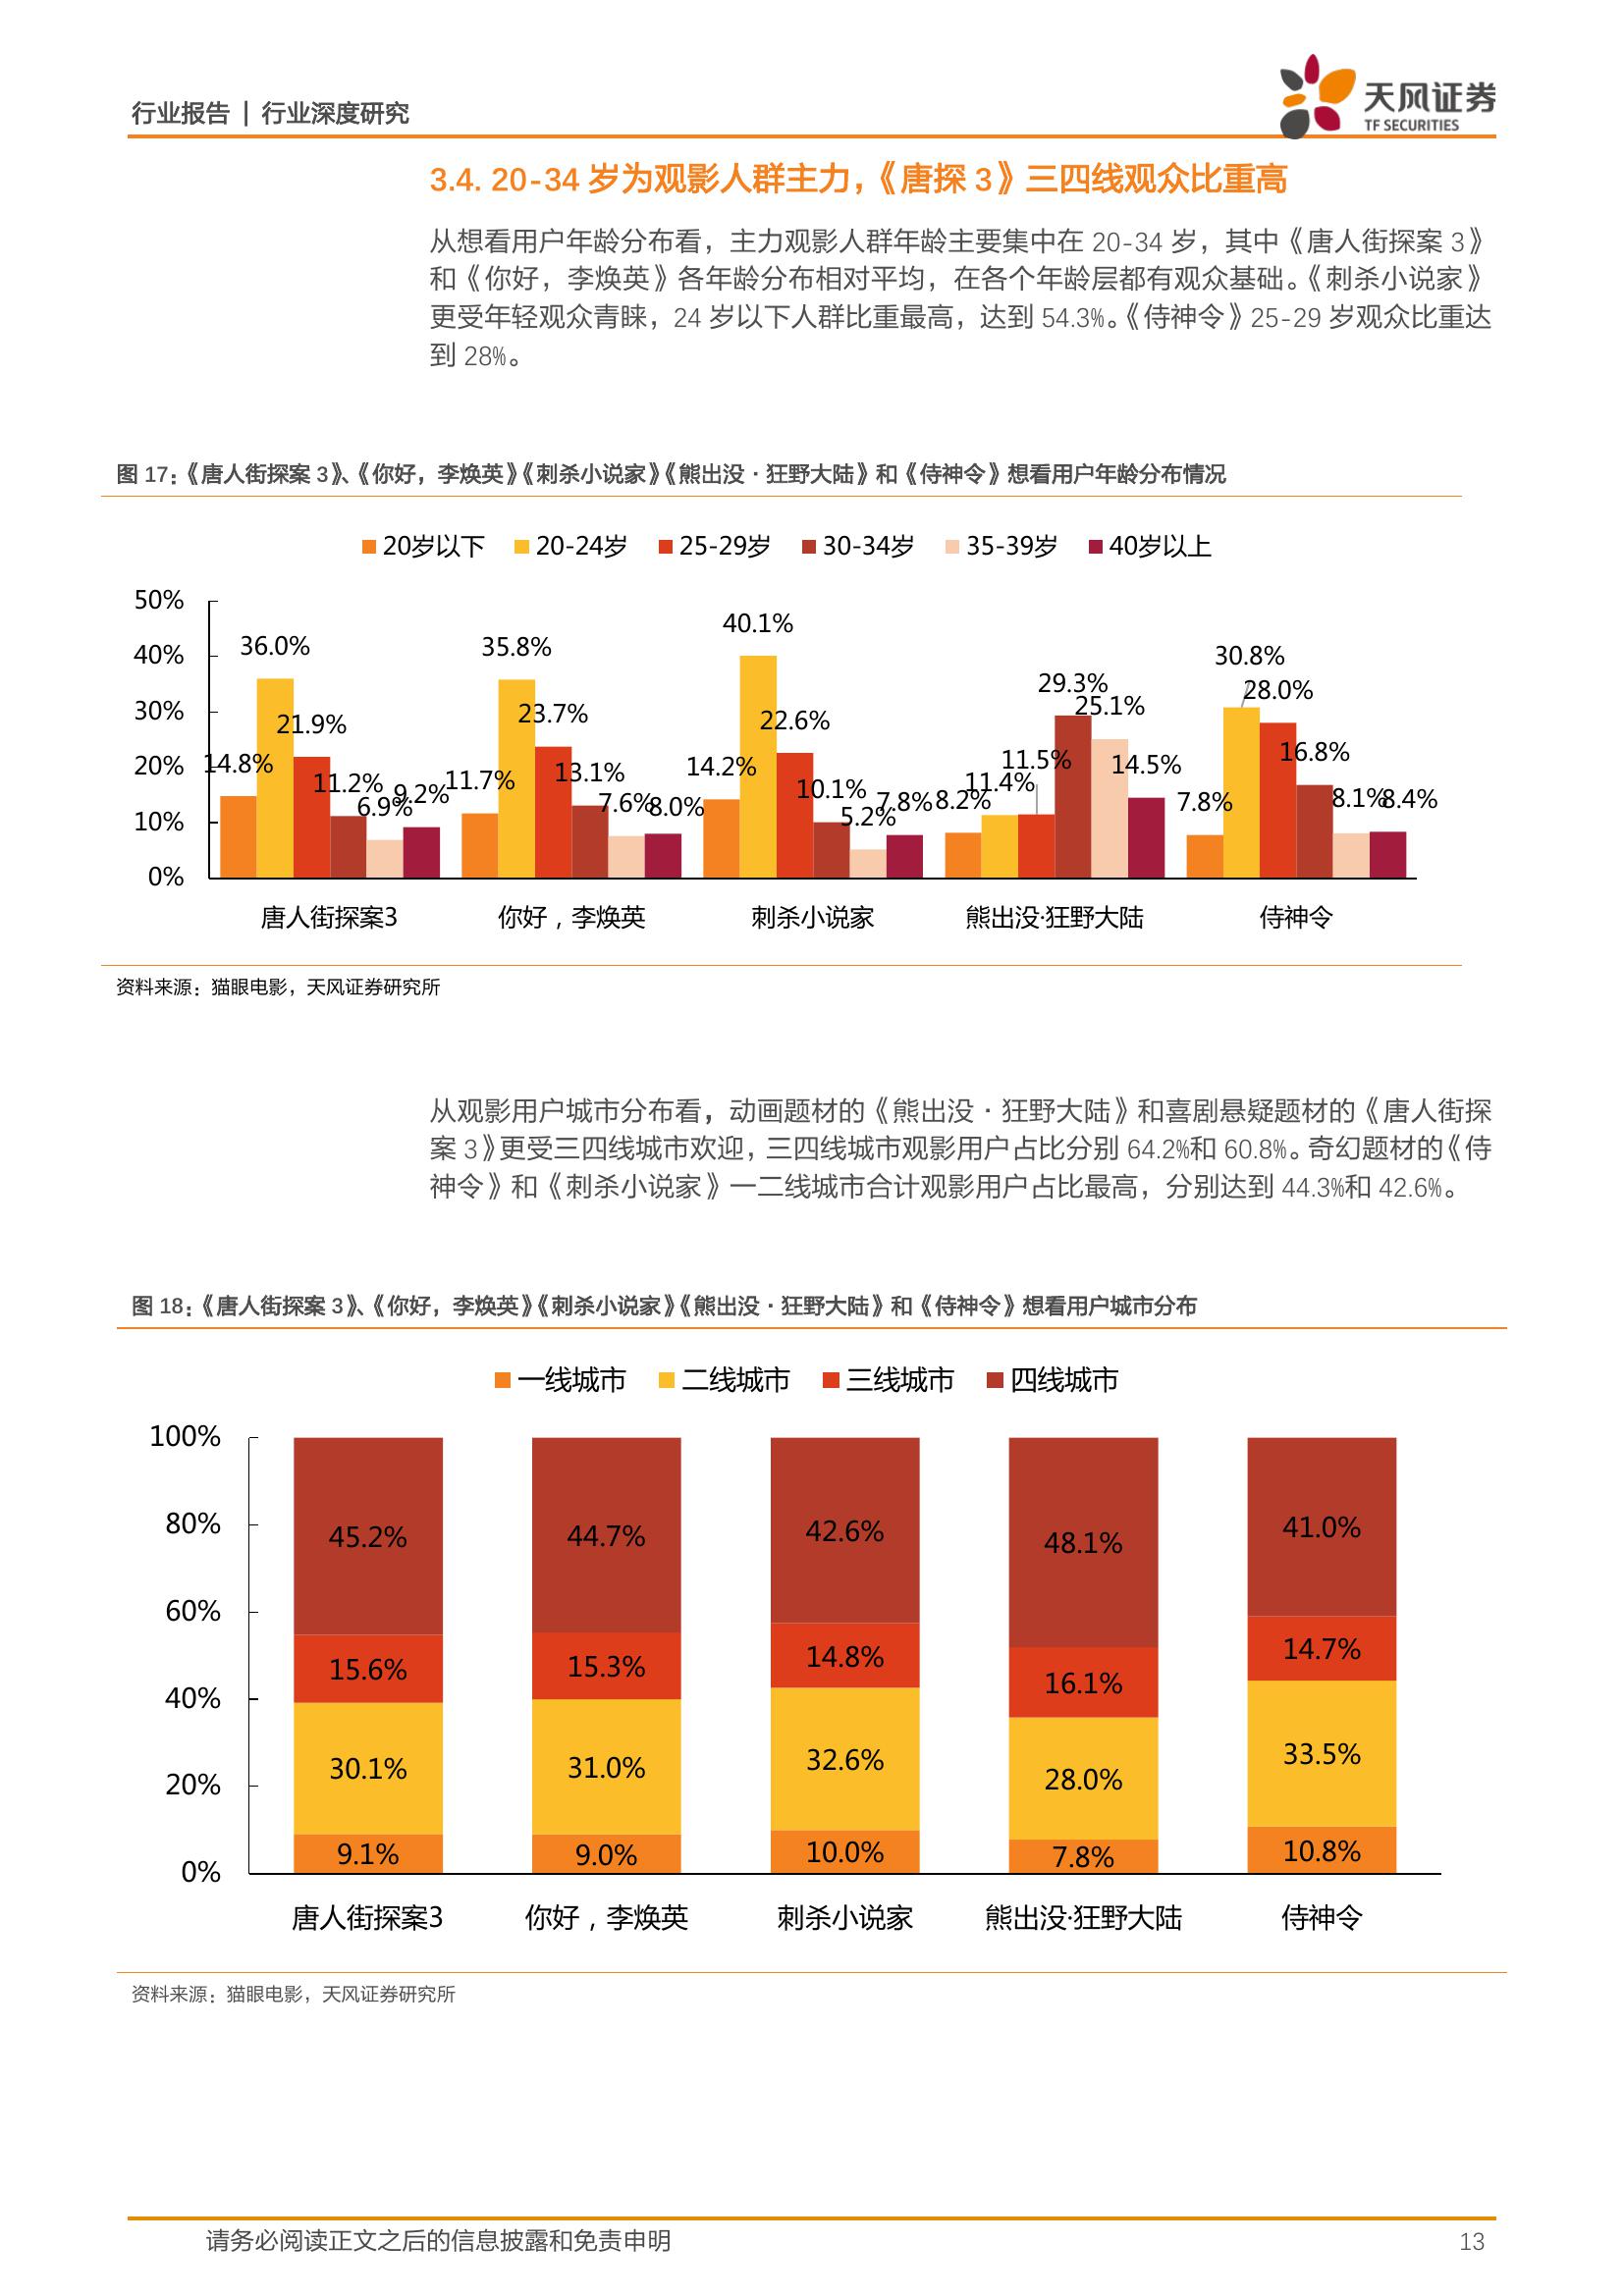 行业报告 | 行业深度研究
天风证券
TF SECURITIES
3.4. 20-34 岁为观影人群主力，《唐探 3》三四线观众比重高
从想看用户年龄分布看，主力观影人群年龄主要集中在 20-34 岁，其中《唐人街探案 3》
和《你好，李焕英》各年龄分布相对平均，在各个年龄层都有观众基础。《刺杀小说家》
更受年轻观众青睐，24 岁以下人群比重最高，达到 54.3%。《侍神令》25-29 岁观众比重达
到 28%。
图 17：《唐人街探案 3》、《你好，李焕英》《刺杀小说家》《熊出没·狂野大陆》和《侍神令》想看用户年龄分布情况
20岁以下 20-24岁 25-29岁 30-34岁 35-39岁 40岁以上
50%
40%
30%
20%
10%
0%
14.8% 36.0% 21.9% 11.2% 6.9% 9.2%
11.7% 35.8% 23.7% 13.1% 7.6% 8.0%
14.2% 40.1% 22.6% 10.1% 5.2% 7.8%
8.2% 11.4% 11.5% 29.3% 25.1% 14.5%
7.8% 30.8% 28.0% 16.8% 8.1% 8.4%
唐人街探案3 你好，李焕英 刺杀小说家 熊出没·狂野大陆 侍神令
资料来源：猫眼电影，天风证券研究所
从观影用户城市分布看，动画题材的《熊出没·狂野大陆》和喜剧悬疑题材的《唐人街探
案 3》更受三四线城市欢迎，三四线城市观影用户占比分别 64.2%和 60.8%。奇幻题材的《侍
神令》和《刺杀小说家》一二线城市合计观影用户占比最高，分别达到 44.3%和 42.6%。
图 18：《唐人街探案 3》、《你好，李焕英》《刺杀小说家》《熊出没·狂野大陆》和《侍神令》想看用户城市分布
一线城市 二线城市 三线城市 四线城市
100%
80%
60%
40%
20%
0%
45.2% 44.7% 42.6% 48.1% 41.0%
15.6% 15.3% 14.8% 16.1% 14.7%
30.1% 31.0% 32.6% 28.0% 33.5%
9.1% 9.0% 10.0% 7.8% 10.8%
唐人街探案3 你好，李焕英 刺杀小说家 熊出没·狂野大陆 侍神令
资料来源：猫眼电影，天风证券研究所
请务必阅读正文之后的信息披露和免责申明 13